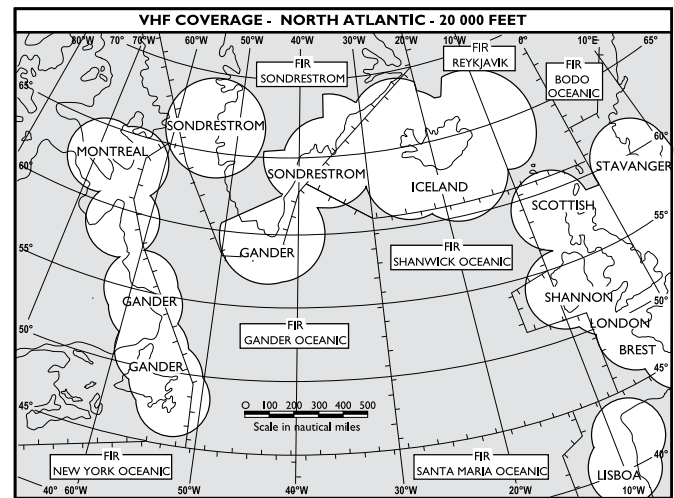 VHF COVERAGE - NORTH ATLANTIC - 20 000 FEET
80°W 70° 70°W 60°W 50°W 40°W 30°W 20°W 10°W 0° 10°E 65°
FIR
SONDRESTROM
FIR
REYKJAVIK
FIR
BODO
OCEANIC
65°
SONDRESTROM
MONTREAL
60°
60°
STAVANGER
SONDRESTROM
ICELAND
SCOTTISH
55°
GANDER
FIR
SHANWICK OCEANIC
55°
GANDER
SHANNON
50°
50°
FIR
GANDER OCEANIC
LONDON
BREST
GANDER
45°
45°
O 100 200 300 400 500
Scale in nautical miles
FIR
NEW YORK OCEANIC
FIR
SANTA MARIA OCEANIC
40°
LISBOA
40 60°W 50°W 40°W 30°W 20°W 10°W